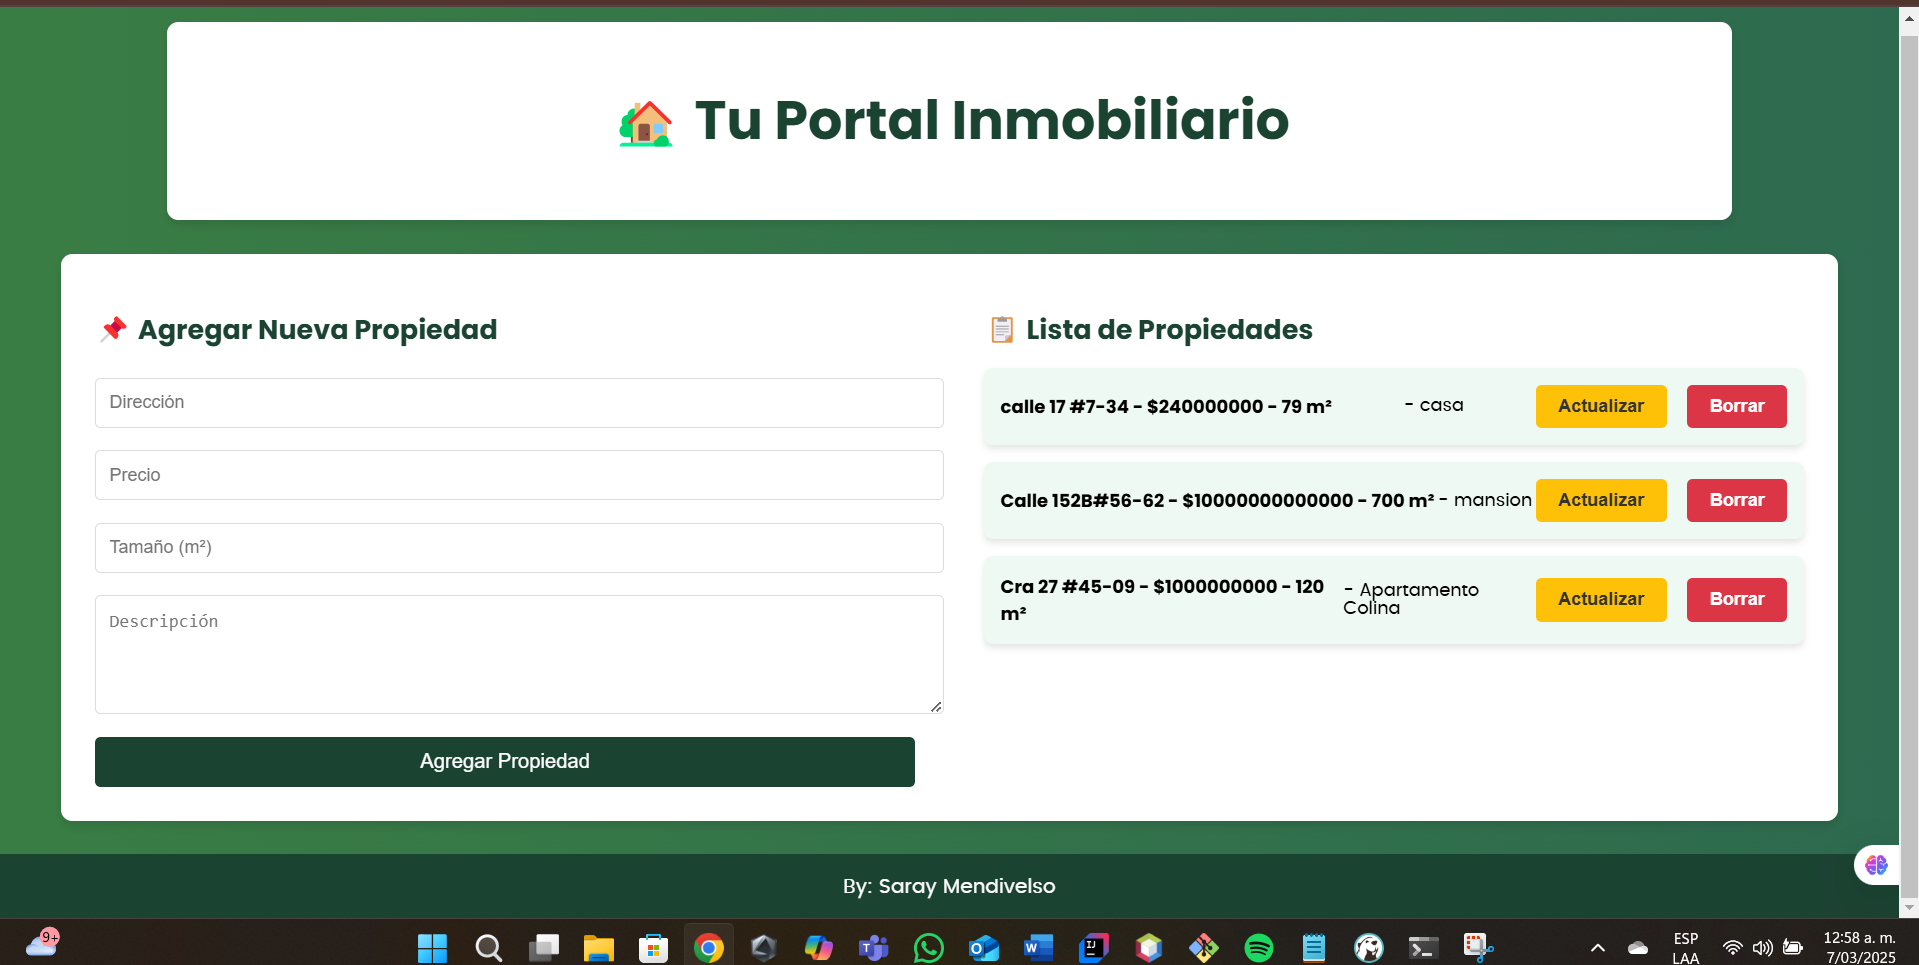 Tu Portal Inmobiliario
Agregar Nueva Propiedad
Dirección
Precio
Tamaño (m²)
Descripción
Agregar Propiedad
Lista de Propiedades
calle 17 #7-34 - $240000000 - 79 m² - casa Actualizar Borrar
Calle 152B#56-62 - $10000000000000 - 700 m² - mansion Actualizar Borrar
Cra 27 #45-09 - $1000000000 - 120
m²
- Apartamento
Colina
Actualizar Borrar
By: Saray Mendivelso
9+
ESP
LAA
12:58 a. m.
7/03/2025